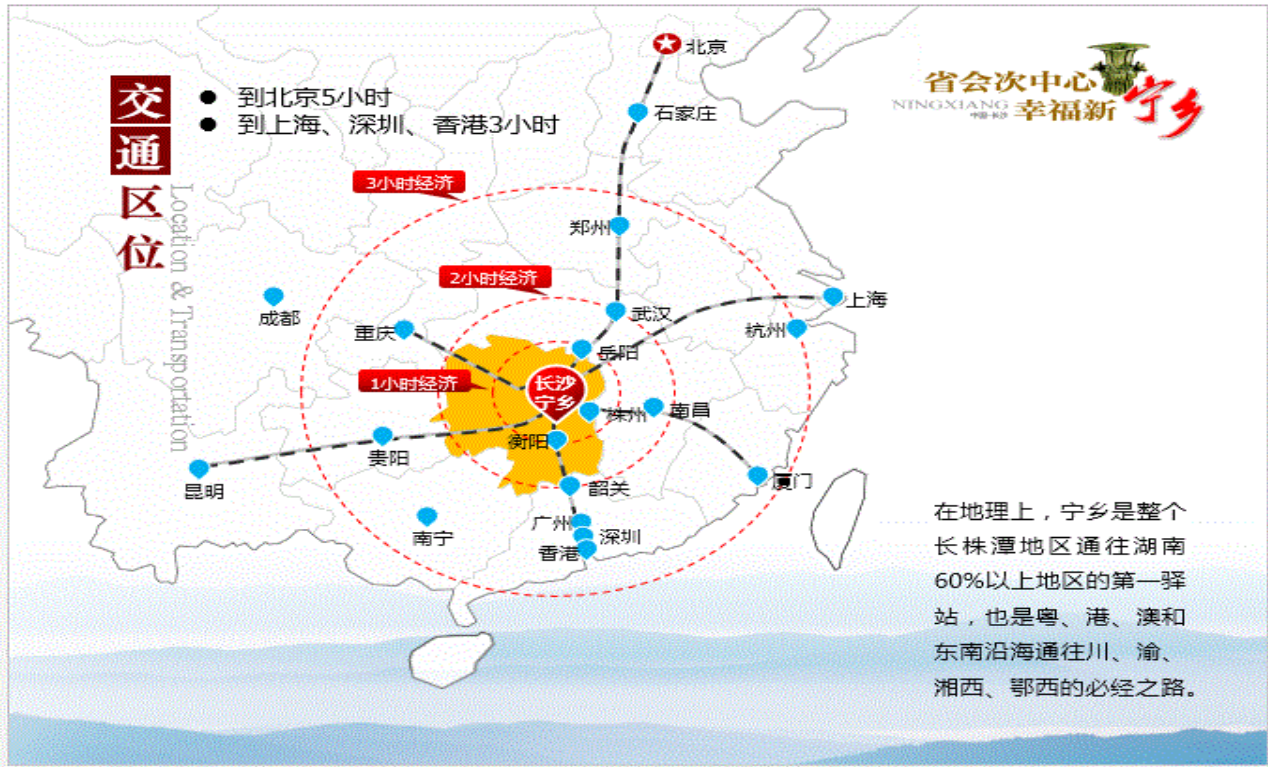 交通区位
Location & Transportation
● 到北京5小时
● 到上海、深圳、香港3小时
省会次中心
NINGXIANG
中国·长沙
幸福新宁乡
北京
石家庄
3小时经济
郑州
2小时经济
武汉
上海
成都
重庆
杭州
岳阳
1小时经济
长沙
宁乡
株州
南昌
衡阳
贵阳
昆明
韶关
厦门
南宁
广州
深圳
香港
在地理上，宁乡是整个
长株潭地区通往湖南
60%以上地区的第一驿
站，也是粤、港、澳和
东南沿海通往川、渝、
湘西、鄂西的必经之路。